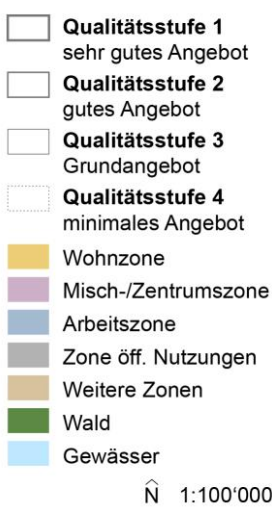 Qualitätsstufe 1
sehr gutes Angebot
Qualitätsstufe 2
gutes Angebot
Qualitätsstufe 3
Grundangebot
Qualitätsstufe 4
minimales Angebot
Wohnzone
Misch-/Zentrumszone
Arbeitszone
Zone öff. Nutzungen
Weitere Zonen
Wald
Gewässer
N 1:100‘000